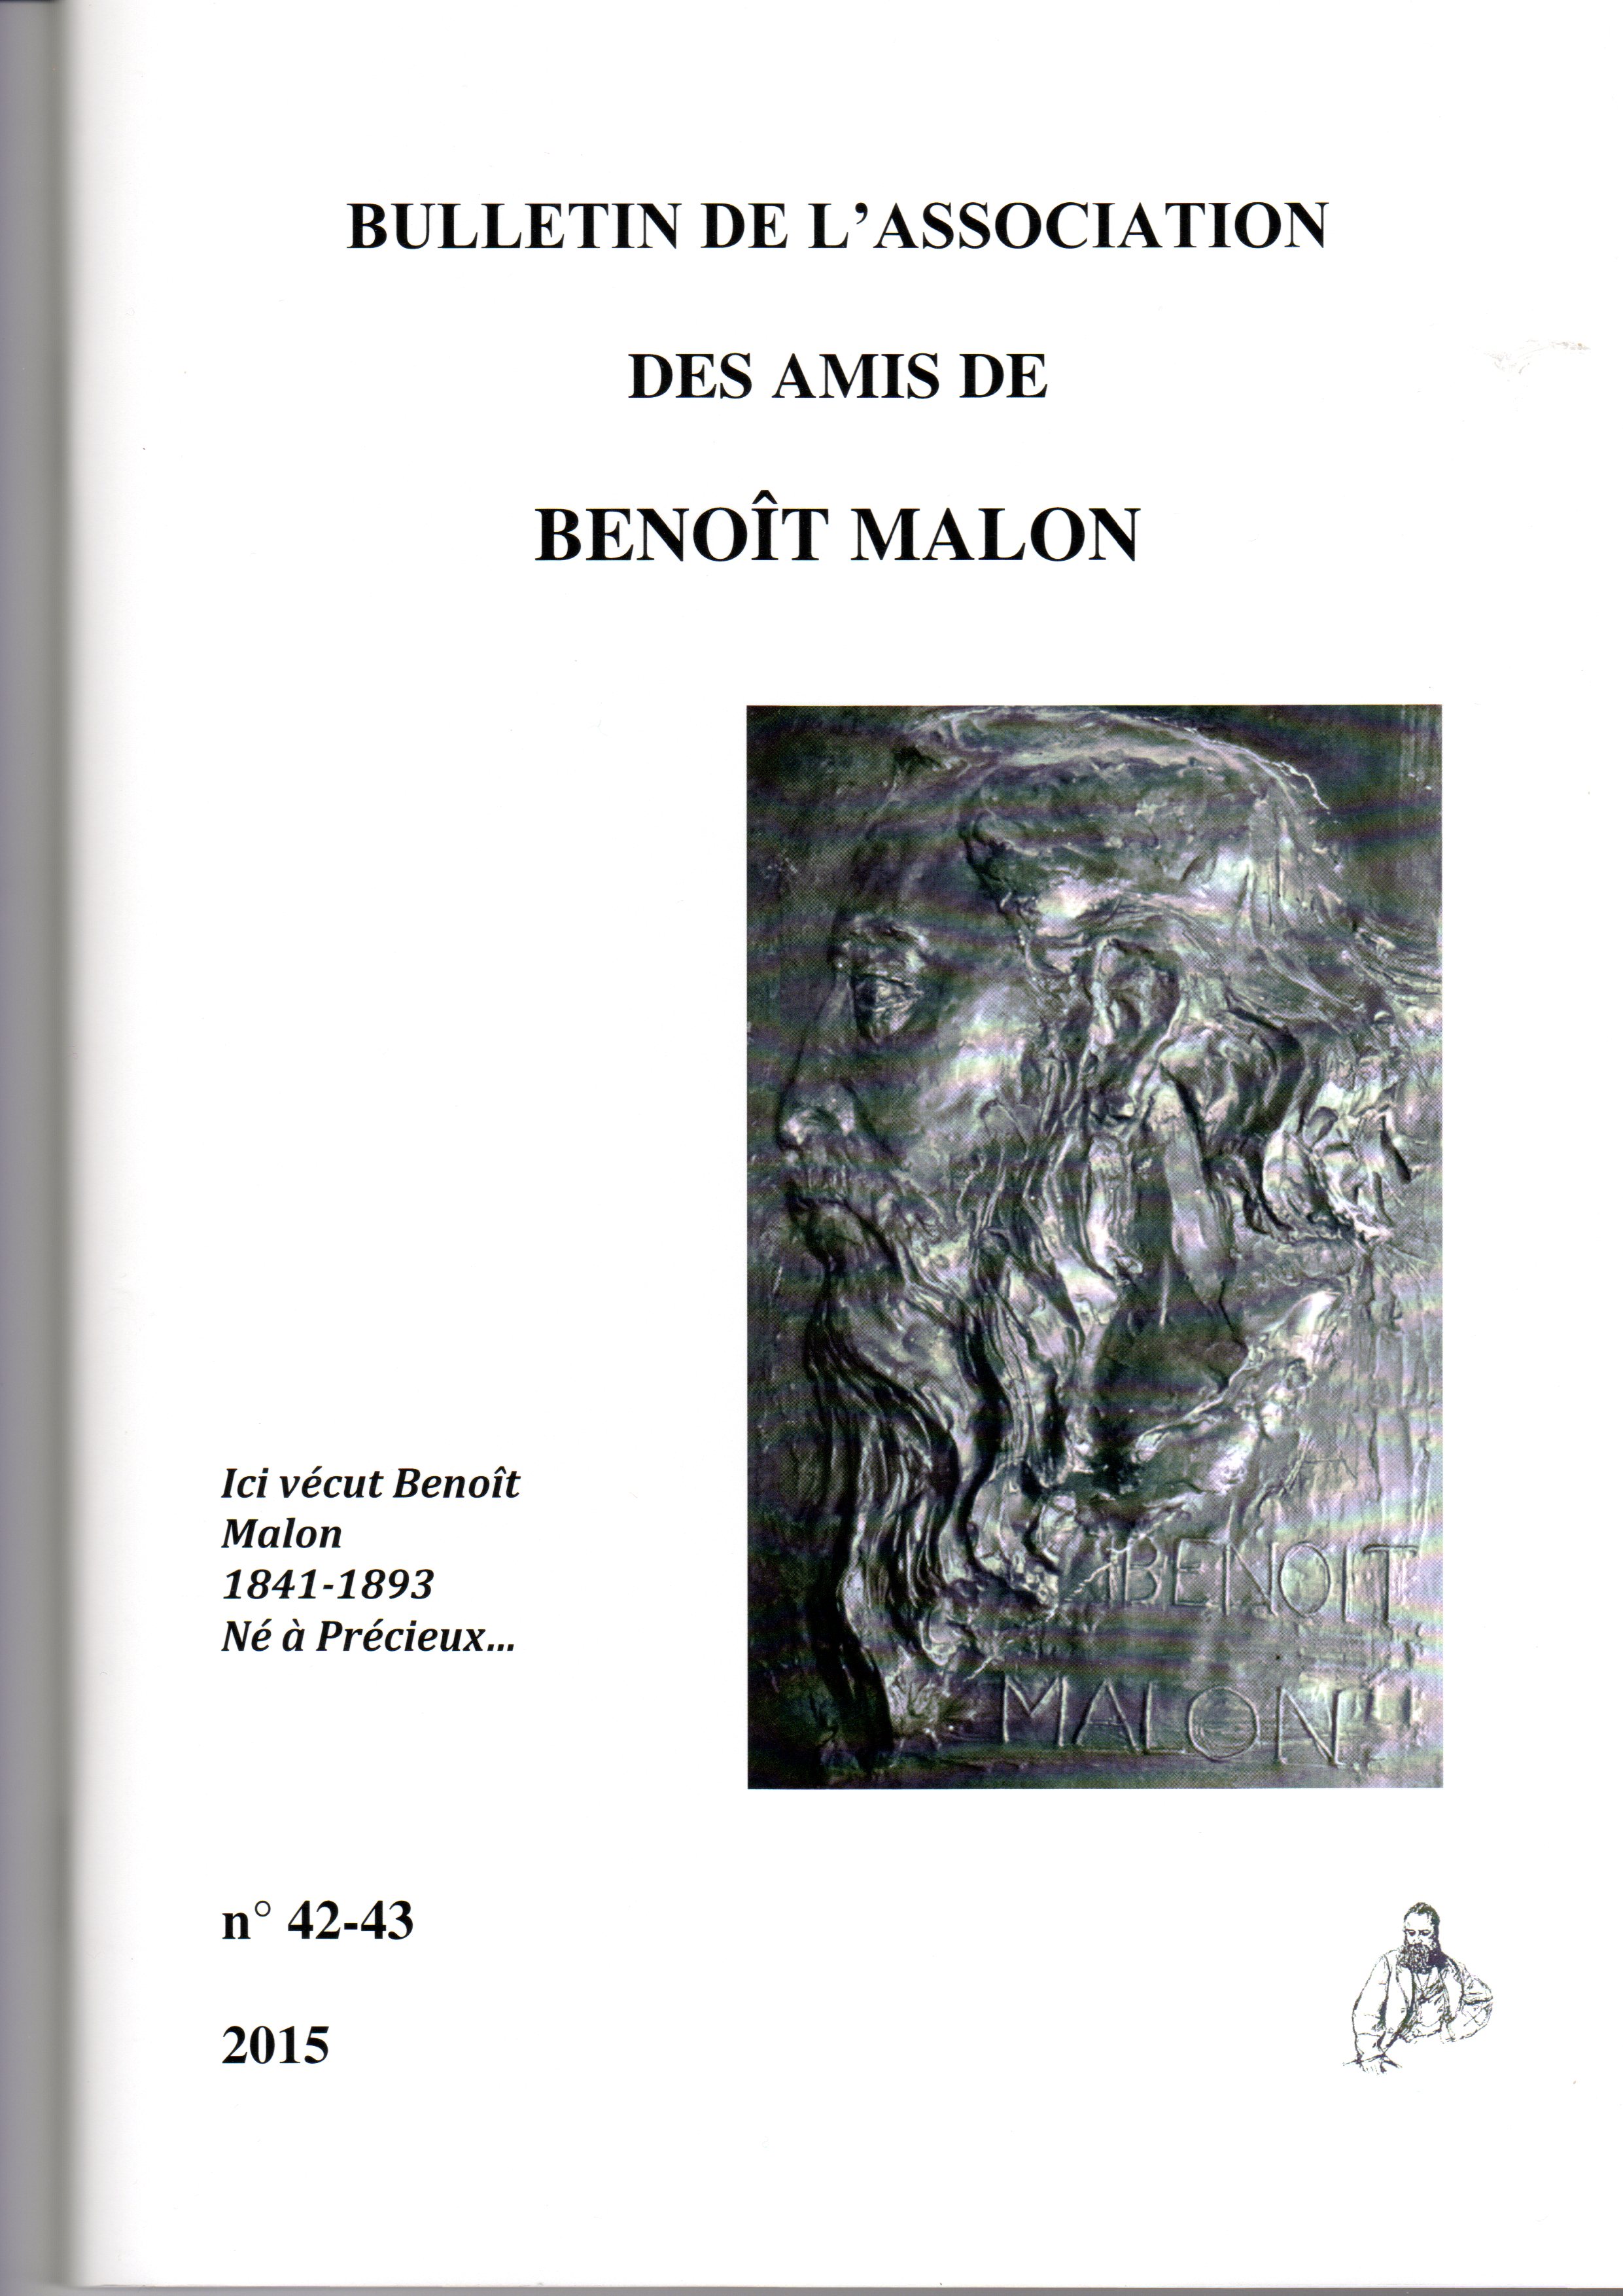 BULLETIN DE L’ASSOCIATION
DES AMIS DE
BENOÎT MALON
BENOIT
MALON
Ici vécut Benoît
Malon
1841-1893
Né à Précieux…
n° 42-43
2015